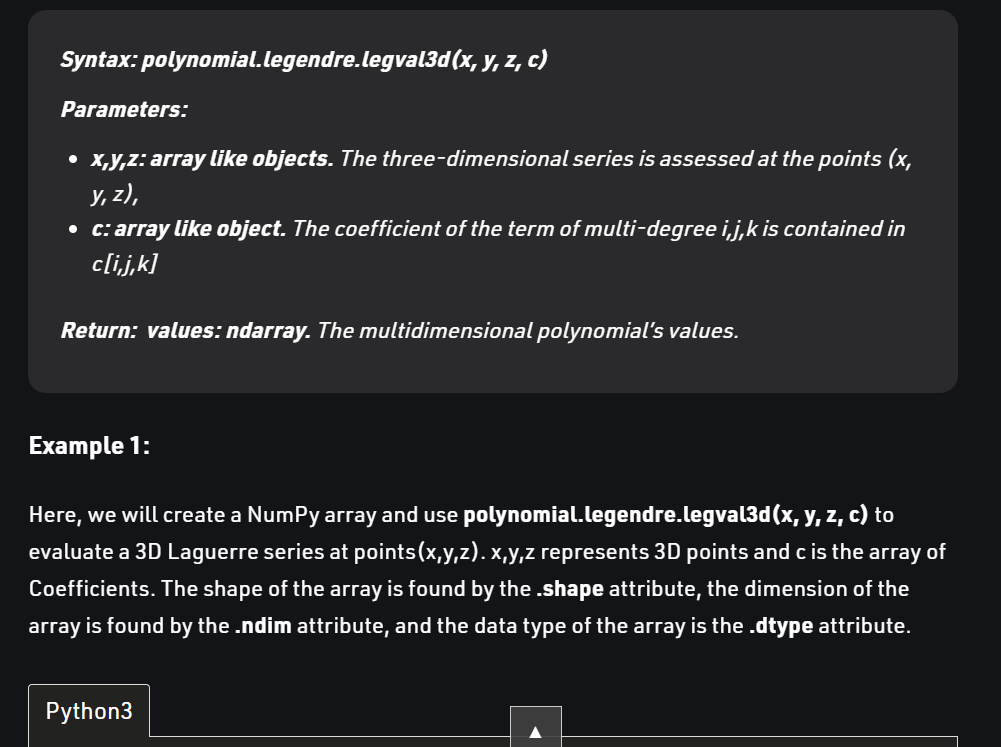 Syntax: polynomial.legendre.legval3d(x, y, z, c)
Parameters:
• x,y,z: array like objects. The three-dimensional series is assessed at the points (x,
y, z),
• c: array like object. The coefficient of the term of multi-degree i,j,k is contained in
c[i,j,k]
Return:  values: ndarray. The multidimensional polynomial's values.
Example 1:
Here, we will create a NumPy array and use polynomial.legendre.legval3d(x, y, z, c) to
evaluate a 3D Laguerre series at points(x,y,z). x,y,z represents 3D points and c is the array of
Coefficients. The shape of the array is found by the .shape attribute, the dimension of the
array is found by the .ndim attribute, and the data type of the array is the .dtype attribute.
Python3
▲